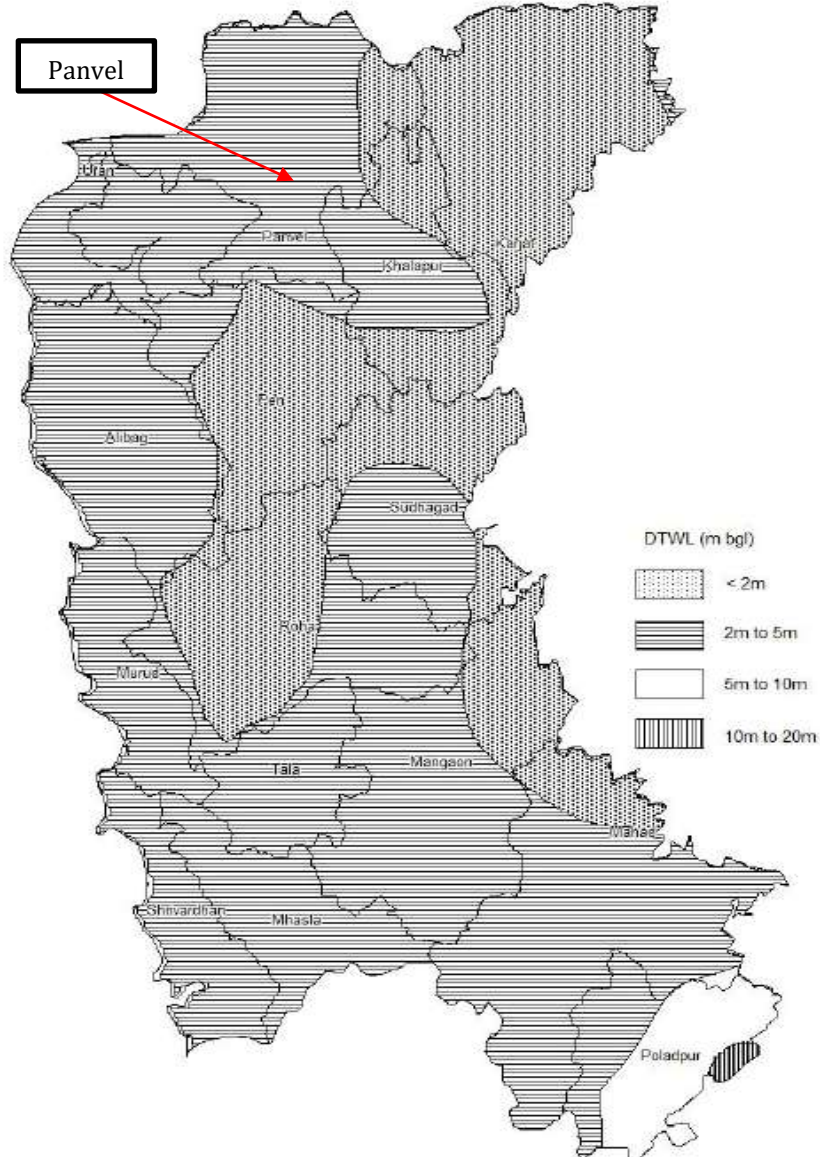 Panvel
Uran
Panvel
Karjat
Khalapur
Pen
Alibag
Sudhagad
DTWL (m bgl)
< 2m
2m to 5m
5m to 10m
10m to 20m
Roha
Murud
Tala
Mangaon
Mahad
Shrivardhan
Mhasla
Poladpur